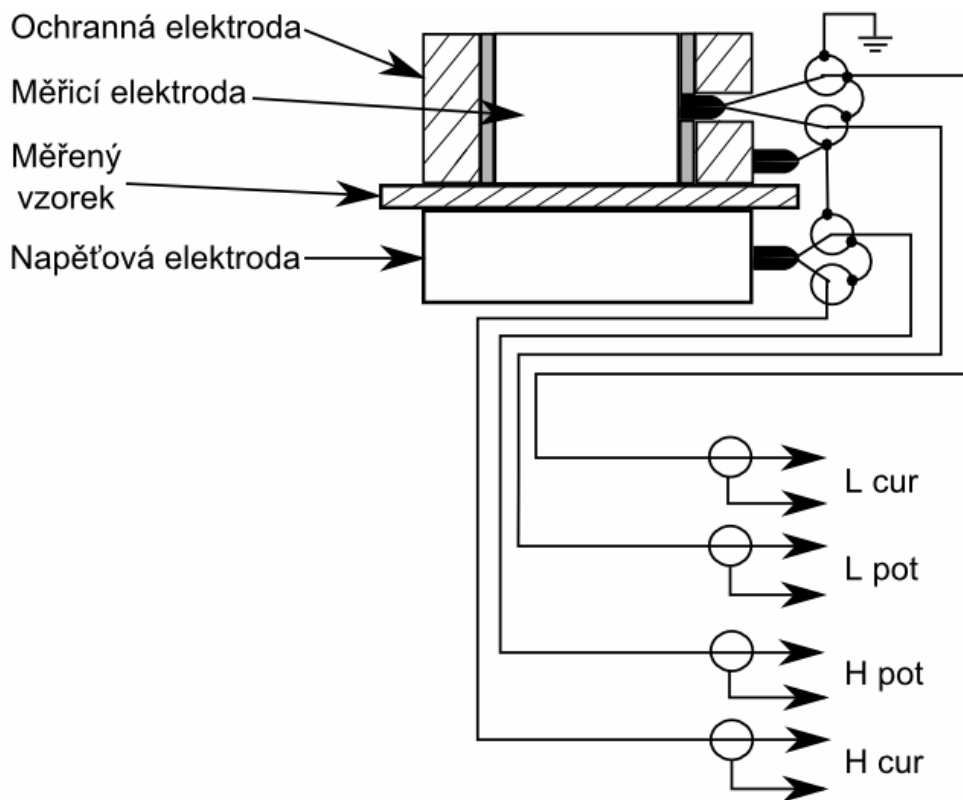 Ochranná elektroda
Měřicí elektroda
Měřený
vzorek
Napěťová elektroda
L cur
L pot
H pot
H cur